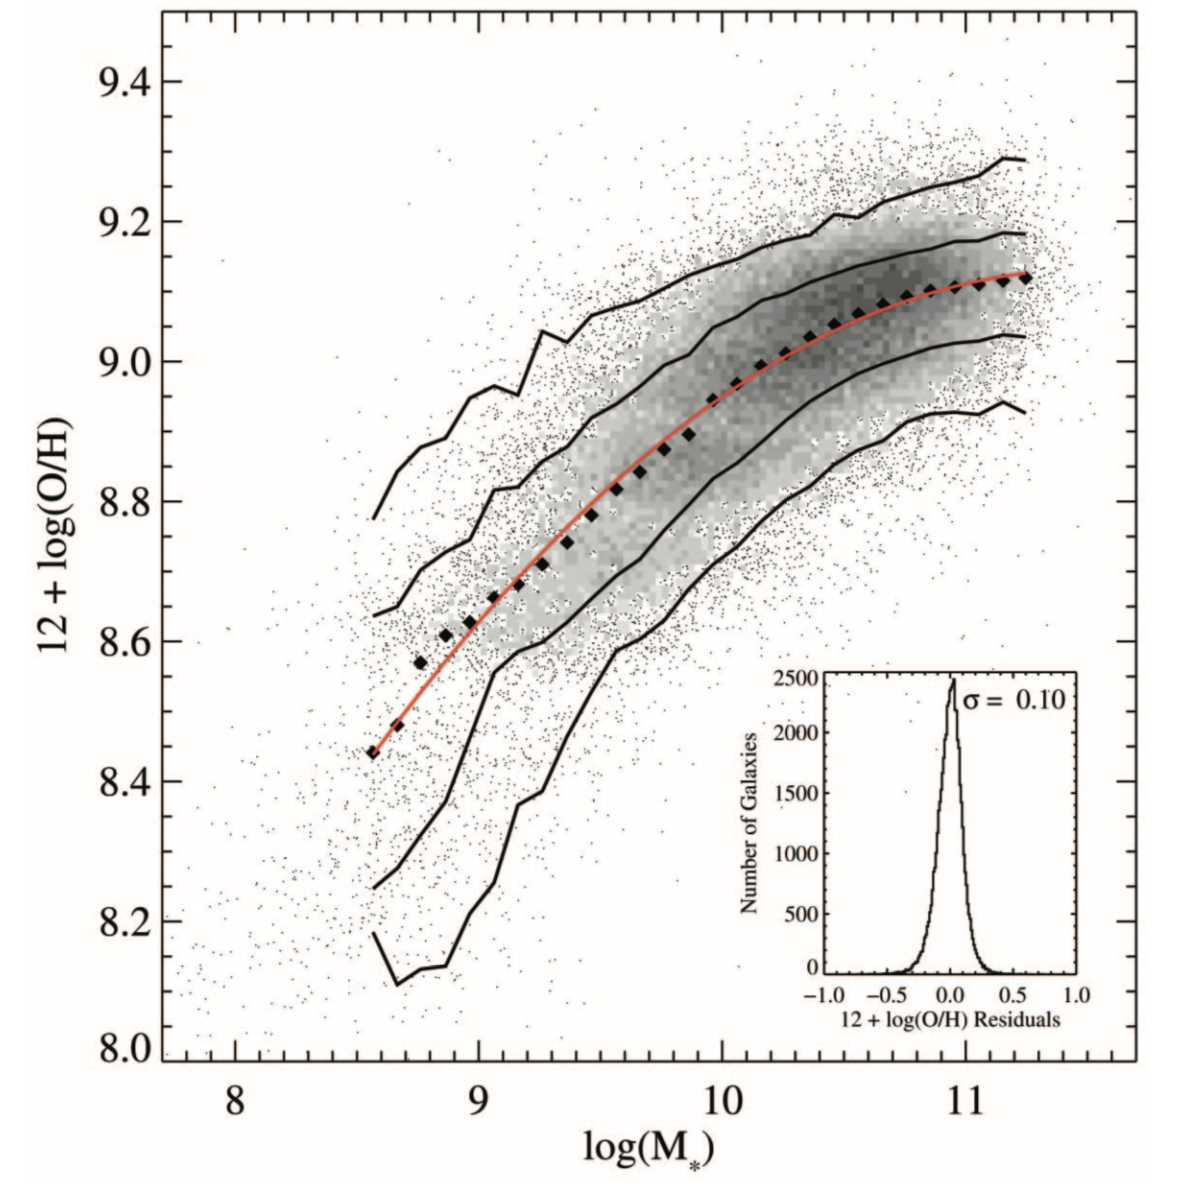 9.4
9.2
9.0
8.8
8.6
8.4
8.2
8.0
12 + log(O/H)
8 9 10 11
log(M*)
σ = 0.10
2500
2000
1500
1000
500
0
Number of Galaxies
−1.0 −0.5 0.0 0.5 1.0
12 + log(O/H) Residuals